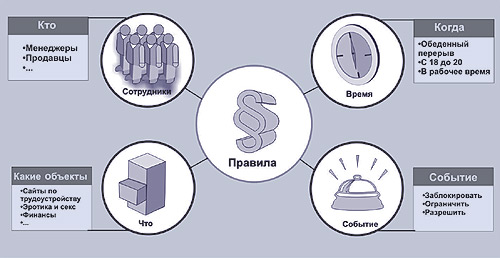 Кто
•Менеджеры
•Продавцы
•...
Сотрудники
Время
Когда
•Обеденный
перерыв
•С 18 до 20
•В рабочее время
Правила
Какие объекты
•Сайты по
трудоустройству
•Эротика и секс
•Финансы
•...
Что
Событие
Событие
•Заблокировать
•Ограничить
•Разрешить